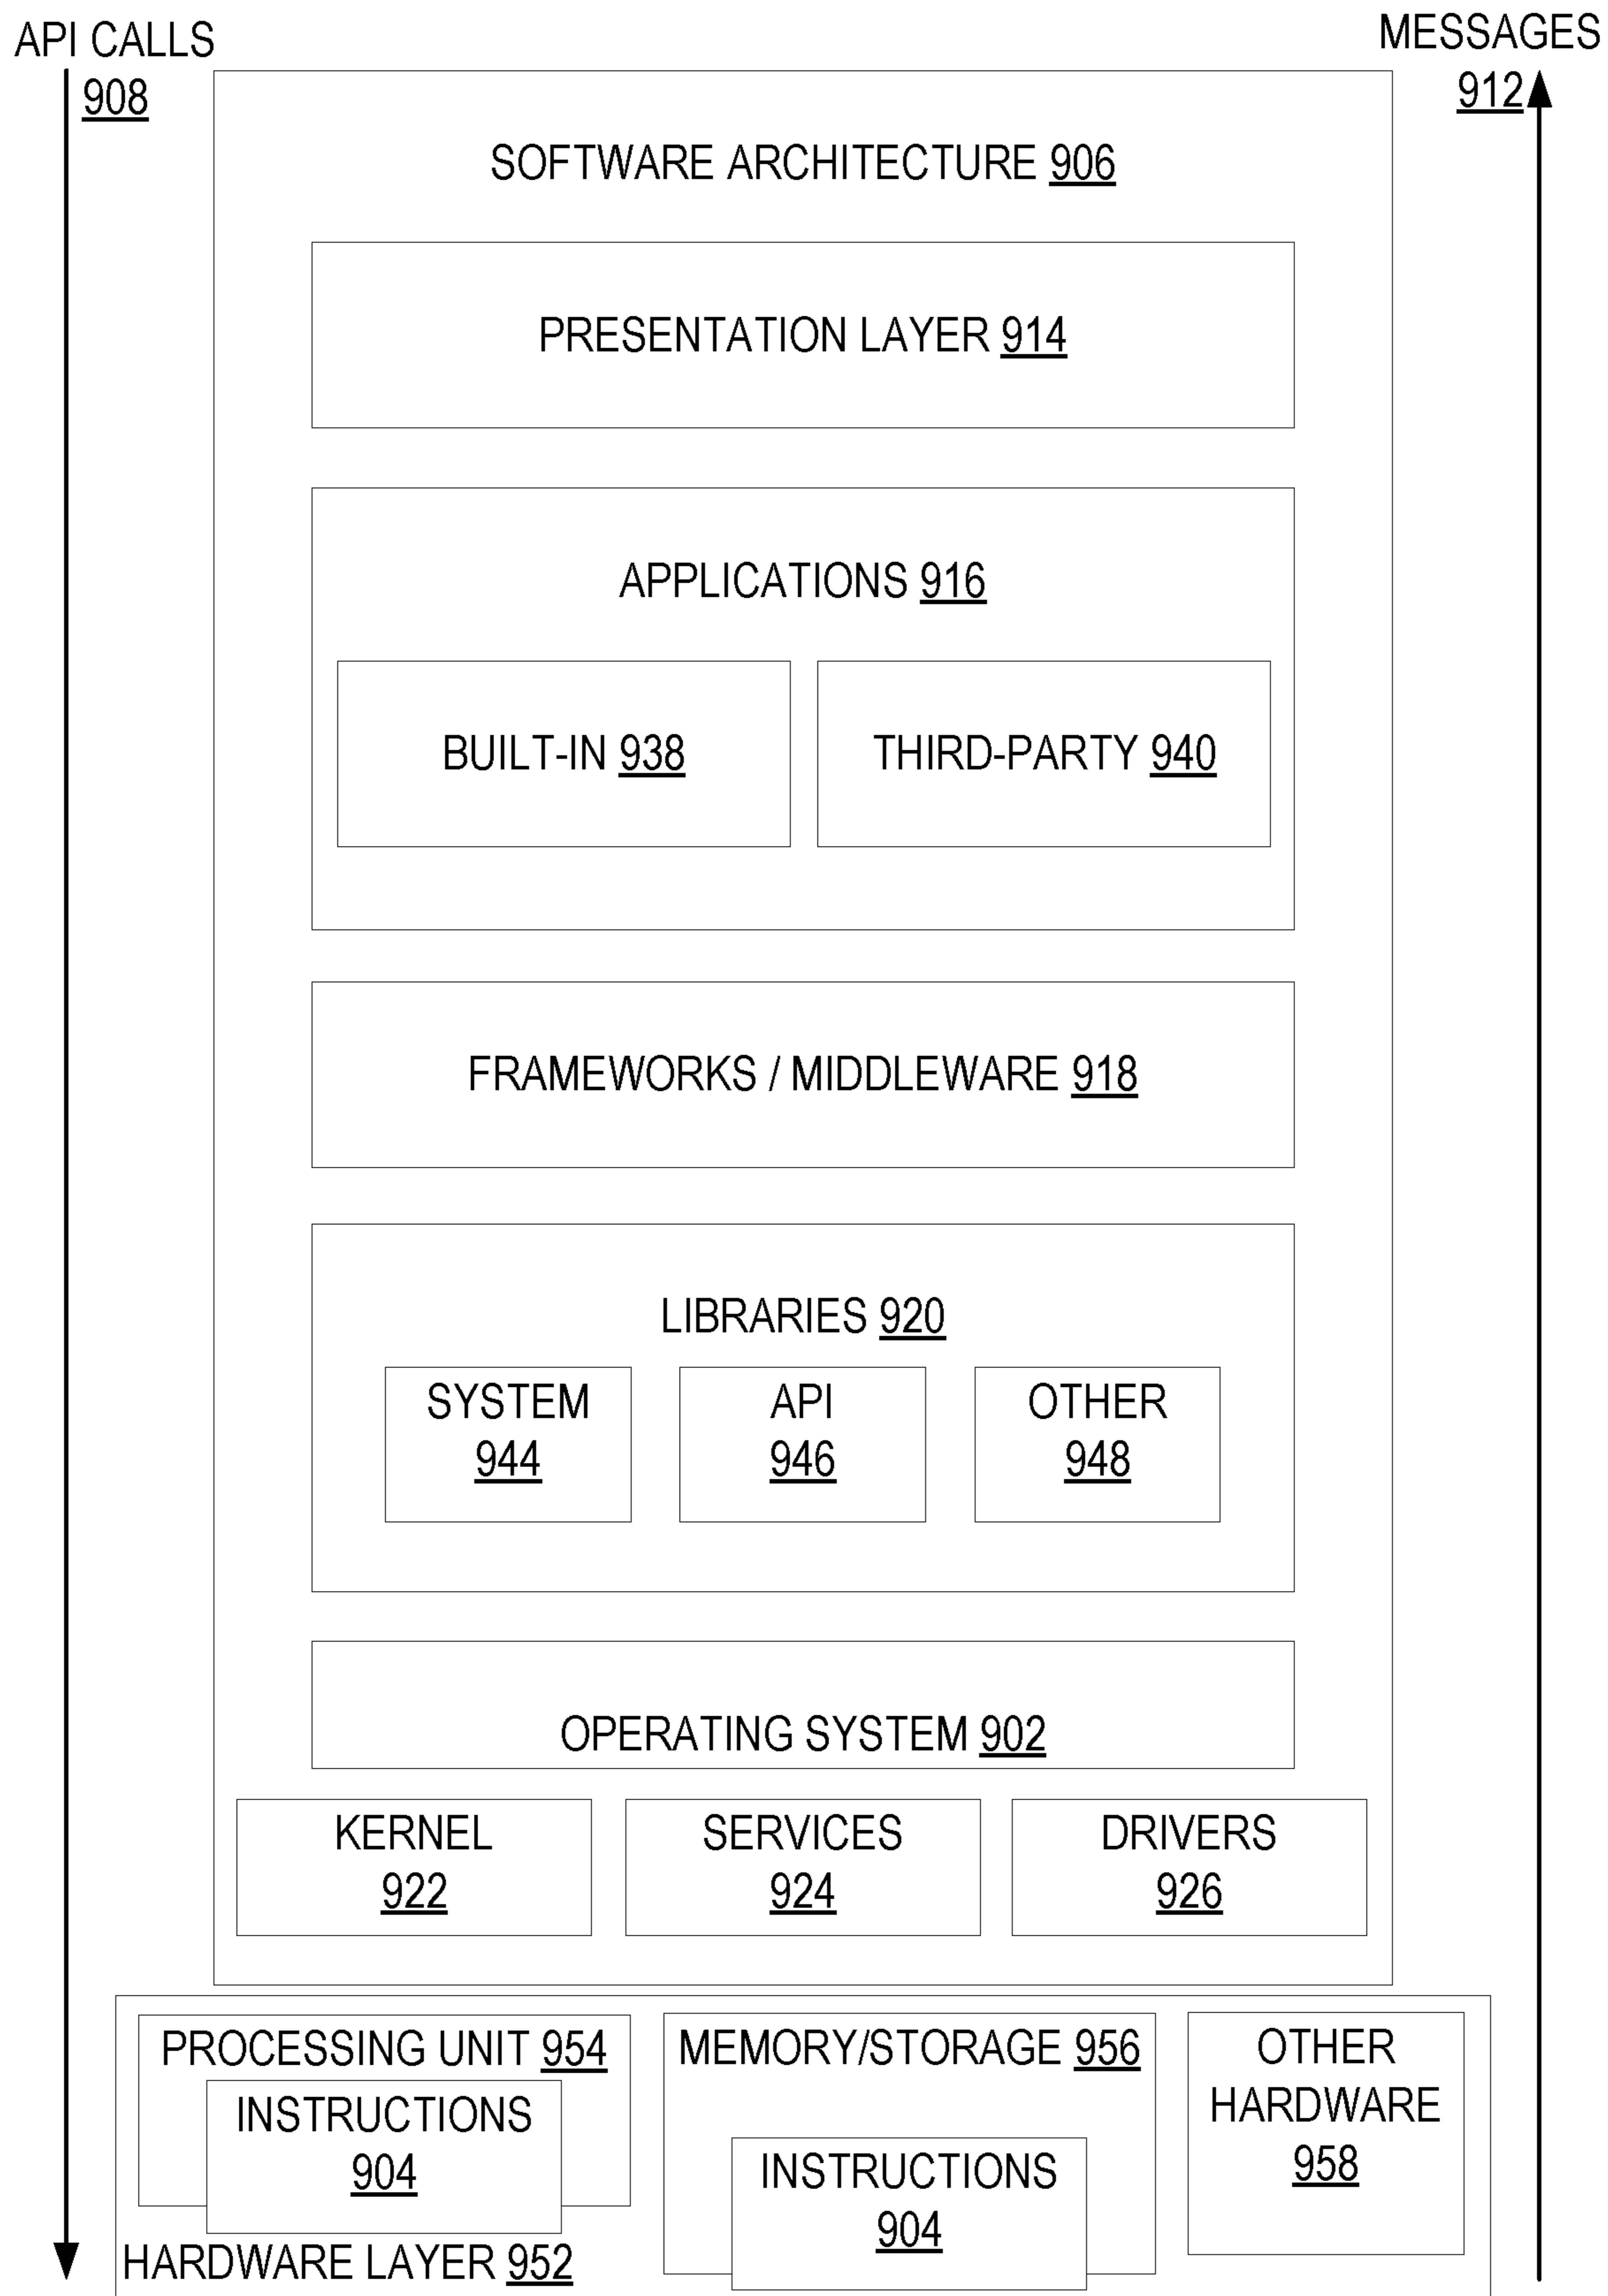 API CALLS
908
MESSAGES
912
SOFTWARE ARCHITECTURE 906
PRESENTATION LAYER 914
APPLICATIONS 916
BUILT-IN 938
THIRD-PARTY 940
FRAMEWORKS / MIDDLEWARE 918
LIBRARIES 920
SYSTEM
944
API
946
OTHER
948
OPERATING SYSTEM 902
KERNEL
922
SERVICES
924
DRIVERS
926
PROCESSING UNIT 954
INSTRUCTIONS
904
MEMORY/STORAGE 956
INSTRUCTIONS
904
OTHER
HARDWARE
958
HARDWARE LAYER 952